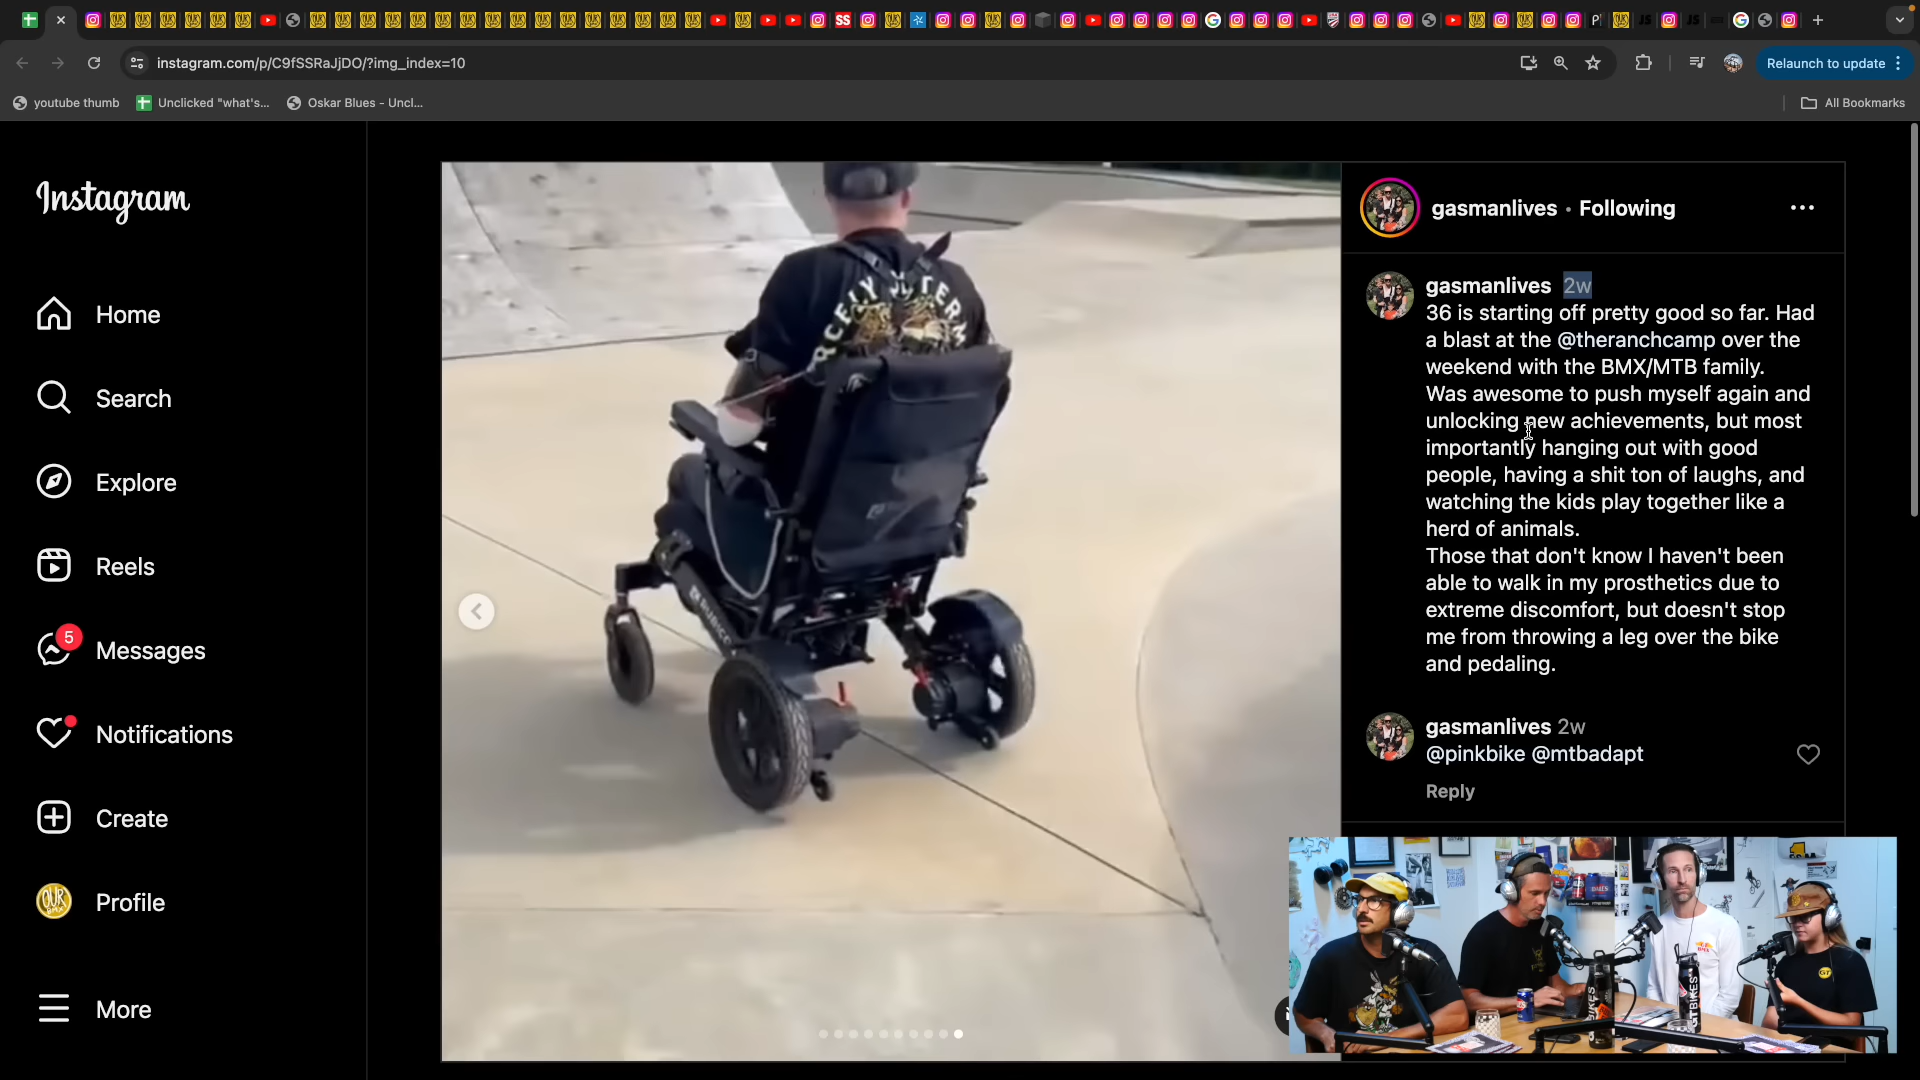 instagram.com/p/C9fSSRaJjDO/?img_index=10
Relaunch to update
youtube thumb
Unclicked "what's...
Oskar Blues - Uncl...
All Bookmarks
Instagram
Home
Search
Explore
Reels
5
Messages
Notifications
Create
Profile
More
gasmanlives • Following
gasmanlives 2w
36 is starting off pretty good so far. Had
a blast at the @theranchcamp over the
weekend with the BMX/MTB family.
Was awesome to push myself again and
unlocking new achievements, but most
importantly hanging out with good
people, having a shit ton of laughs, and
watching the kids play together like a
herd of animals.
Those that don't know I haven't been
able to walk in my prosthetics due to
extreme discomfort, but doesn't stop
me from throwing a leg over the bike
and pedaling.
gasmanlives 2w
@pinkbike @mtbadapt
Reply
GT
GT BIKES